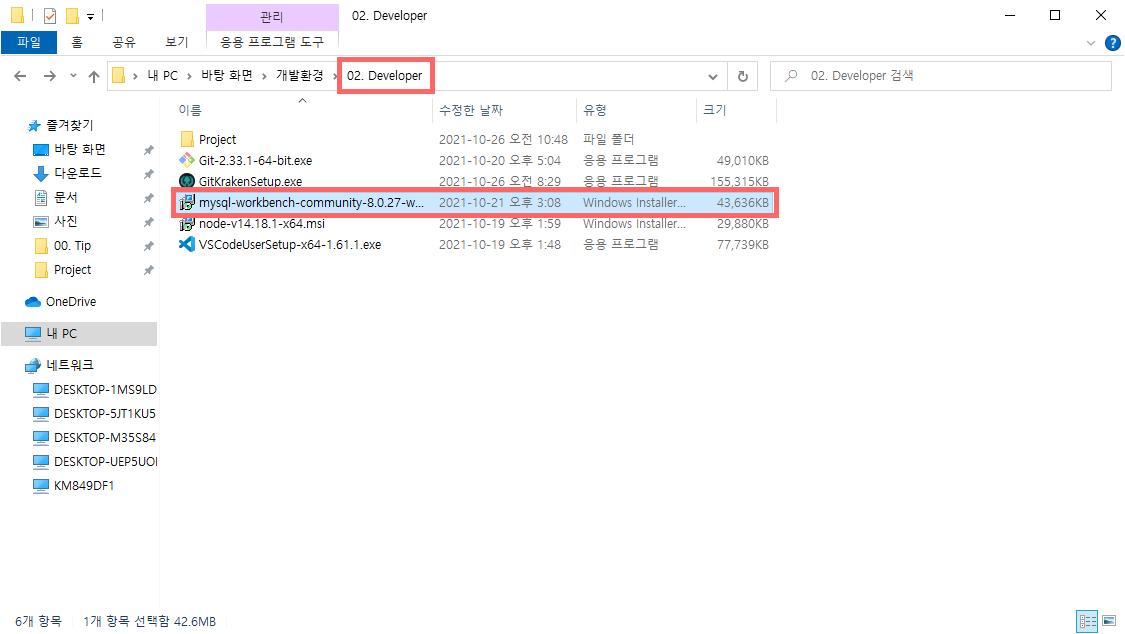 관리 02. Developer
파일 홈 공유 보기 응용 프로그램 도구
내 PC 바탕 화면 개발환경 02. Developer 02. Developer 검색
이름 수정한 날짜 유형 크기
즐겨찾기
바탕 화면
다운로드
문서
사진
00. Tip
Project
OneDrive
내 PC
네트워크
DESKTOP-1MS9LD
DESKTOP-5JT1KU5
DESKTOP-M35S84
DESKTOP-UEP5UO
KM849DF1
Project 2021-10-26 오전 10:48 파일 폴더
Git-2.33.1-64-bit.exe 2021-10-20 오후 5:04 응용 프로그램 49,010KB
GitKrakenSetup.exe 2021-10-26 오전 8:29 응용 프로그램 155,315KB
mysql-workbench-community-8.0.27-w... 2021-10-21 오후 3:08 Windows Installer... 43,636KB
node-v14.18.1-x64.msi 2021-10-19 오후 1:59 Windows Installer... 29,880KB
VSCodeUserSetup-x64-1.61.1.exe 2021-10-19 오후 1:48 응용 프로그램 77,739KB
6개 항목 1개 항목 선택함 42.6MB